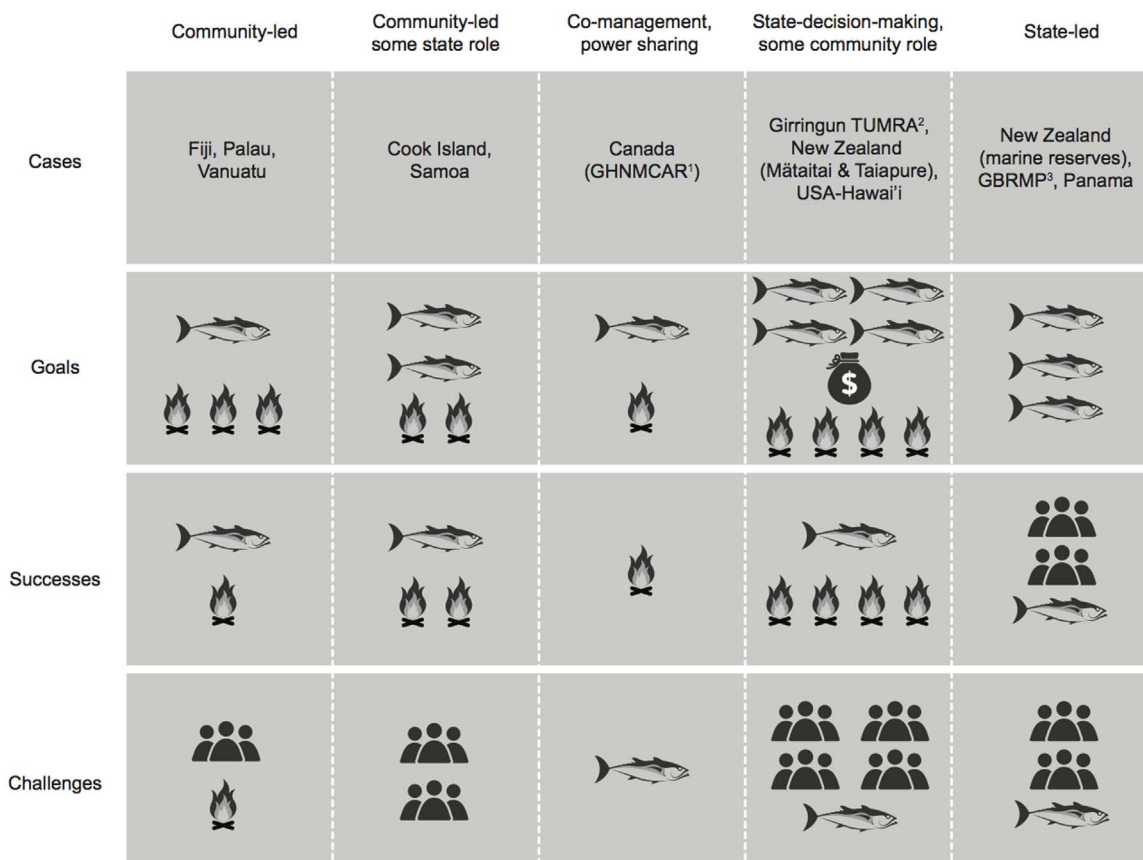 Community-led
Community-led
some state role
Co-management,
power sharing
State-decision-making,
some community role
State-led
Cases
Fiji, Palau,
Vanuatu
Cook Island,
Samoa
Canada
(GHNMCAR¹)
Girringun TUMRA²,
New Zealand
(Mätaitai & Taiapure),
USA-Hawai'i
New Zealand
(marine reserves),
GBRMP³, Panama
Goals
$
Successes
Challenges